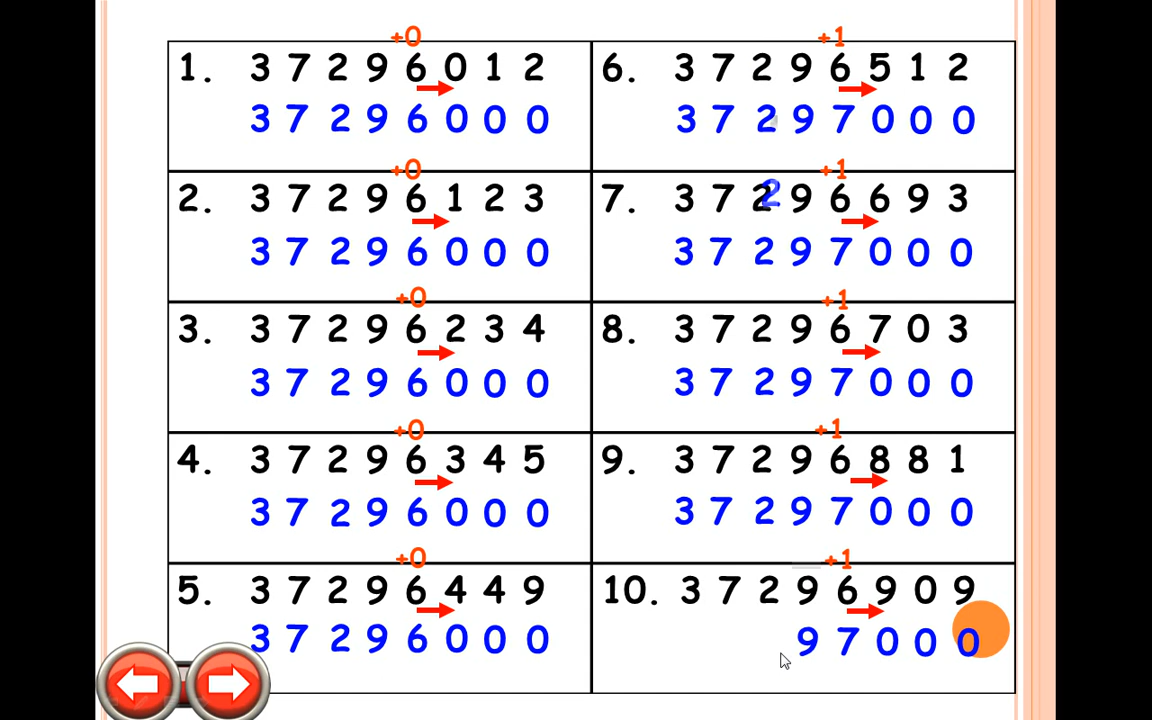 +0
1. 3 7 2 9 6 0 1 2
3 7 2 9 6 0 0 0
+0
2. 3 7 2 9 6 1 2 3
3 7 2 9 6 0 0 0
+0
3. 3 7 2 9 6 2 3 4
3 7 2 9 6 0 0 0
+0
4. 3 7 2 9 6 3 4 5
3 7 2 9 6 0 0 0
+0
5. 3 7 2 9 6 4 4 9
3 7 2 9 6 0 0 0
+1
6. 3 7 2 9 6 5 1 2
3 7 2 9 7 0 0 0
+1
7. 3 7 2 9 6 6 9 3
2
3 7 2 9 7 0 0 0
+1
8. 3 7 2 9 6 7 0 3
3 7 2 9 7 0 0 0
+1
9. 3 7 2 9 6 8 8 1
3 7 2 9 7 0 0 0
+1
10. 3 7 2 9 6 9 0 9
9 7 0 0 0